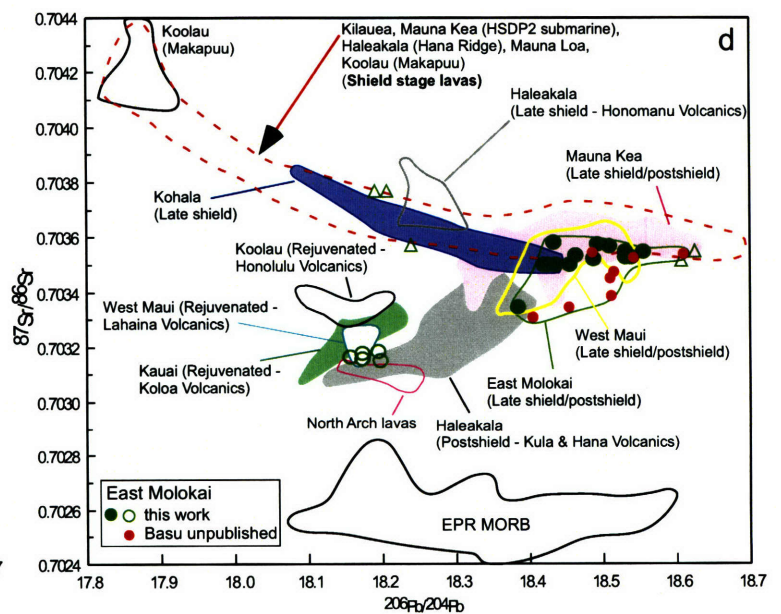 d
Koolau
(Makapuu)
Kilauea, Mauna Kea (HSDP2 submarine),
Haleakala (Hana Ridge), Mauna Loa,
Koolau (Makapuu)
(Shield stage lavas)
Haleakala
(Late shield - Honomanu Volcanics)
Mauna Kea
(Late shield/postshield)
Kohala
(Late shield)
Koolau (Rejuvenated -
Honolulu Volcanics)
West Maui (Rejuvenated -
Lahaina Volcanics)
Kauai (Rejuvenated -
Koloa Volcanics)
West Maui
(Late shield/postshield)
East Molokai
(Late shield/postshield)
North Arch lavas
Haleakala
(Postshield - Kula & Hana Volcanics)
East Molokai
this work
Basu unpublished
EPR MORB
87Sr/86Sr
0.7044
0.7042
0.7040
0.7038
0.7036
0.7034
0.7032
0.7030
0.7028
0.7026
0.7024
17.8 17.9 18.0 18.1 18.2 18.3 18.4 18.5 18.6 18.7
206Pb/204Pb